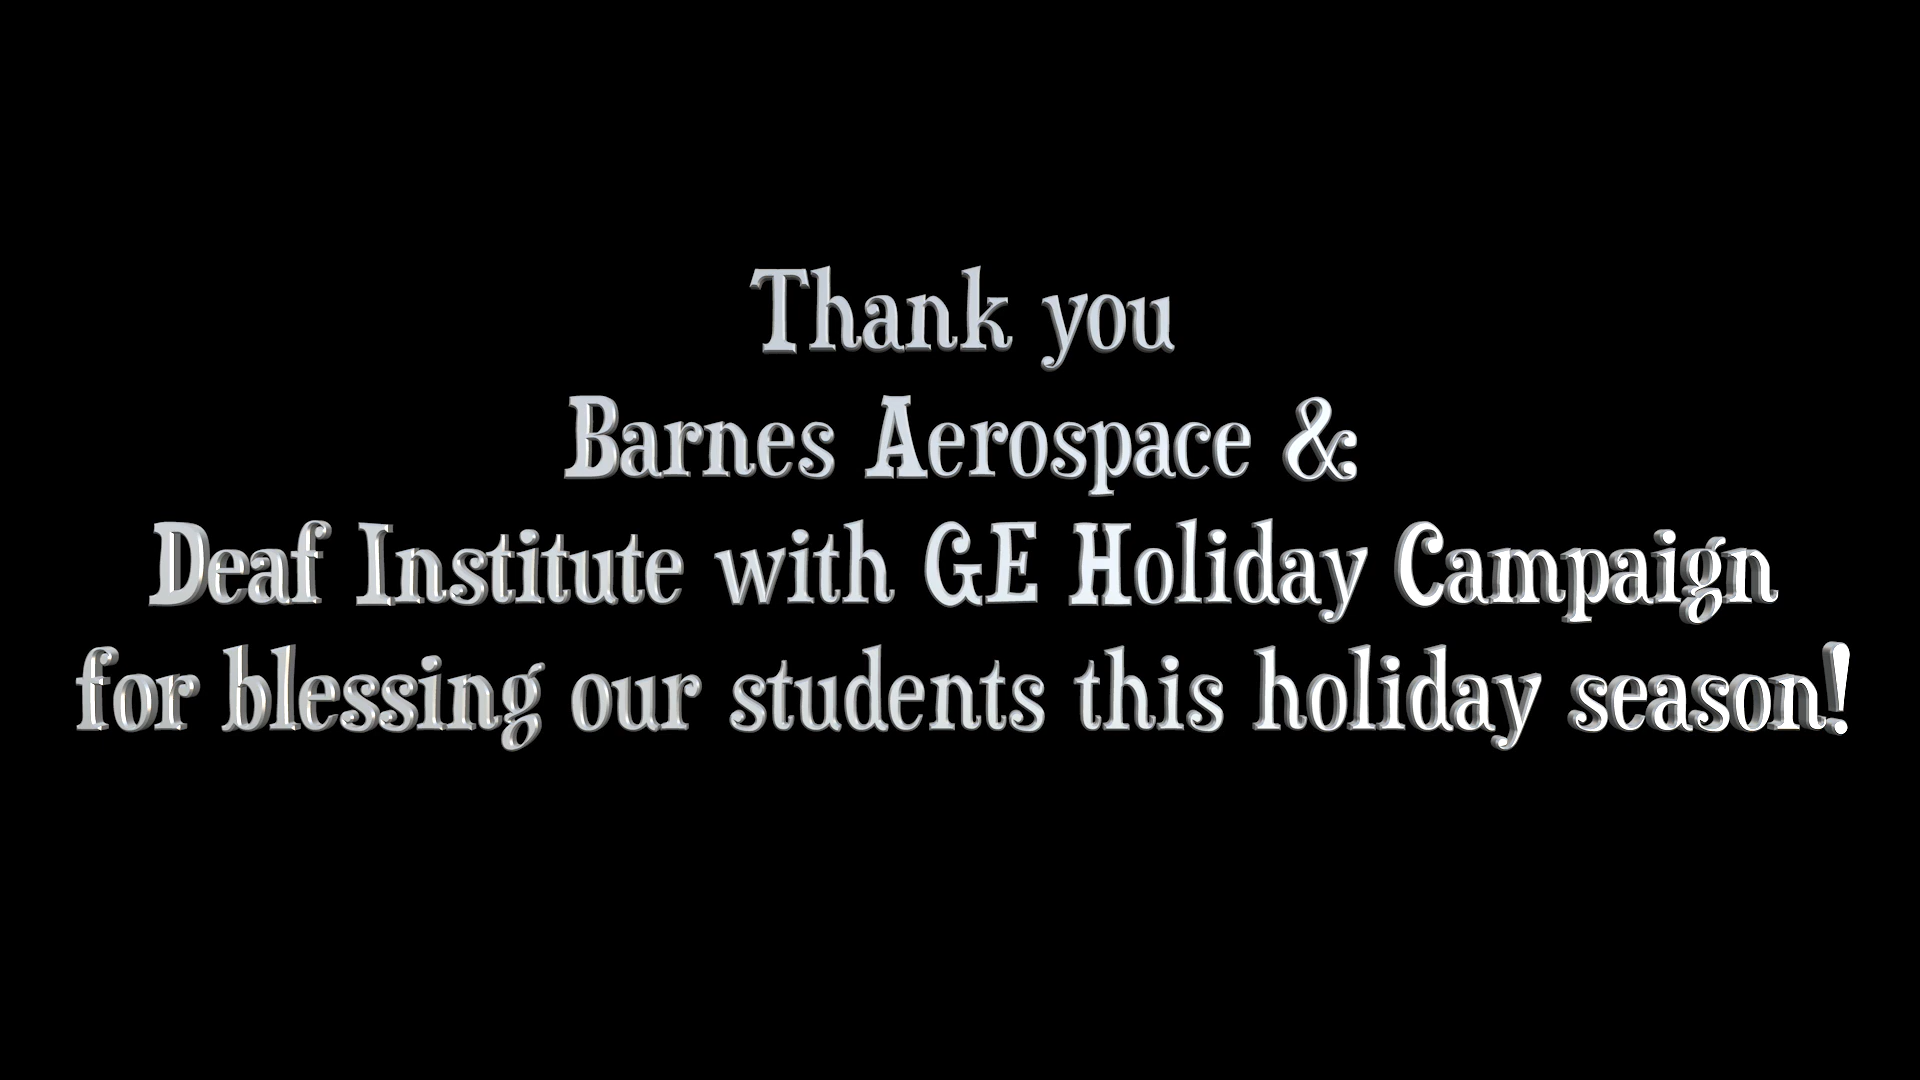 Thank you
Barnes Aerospace &
Deaf Institute with GE Holiday Campaign
for blessing our students this holiday season!